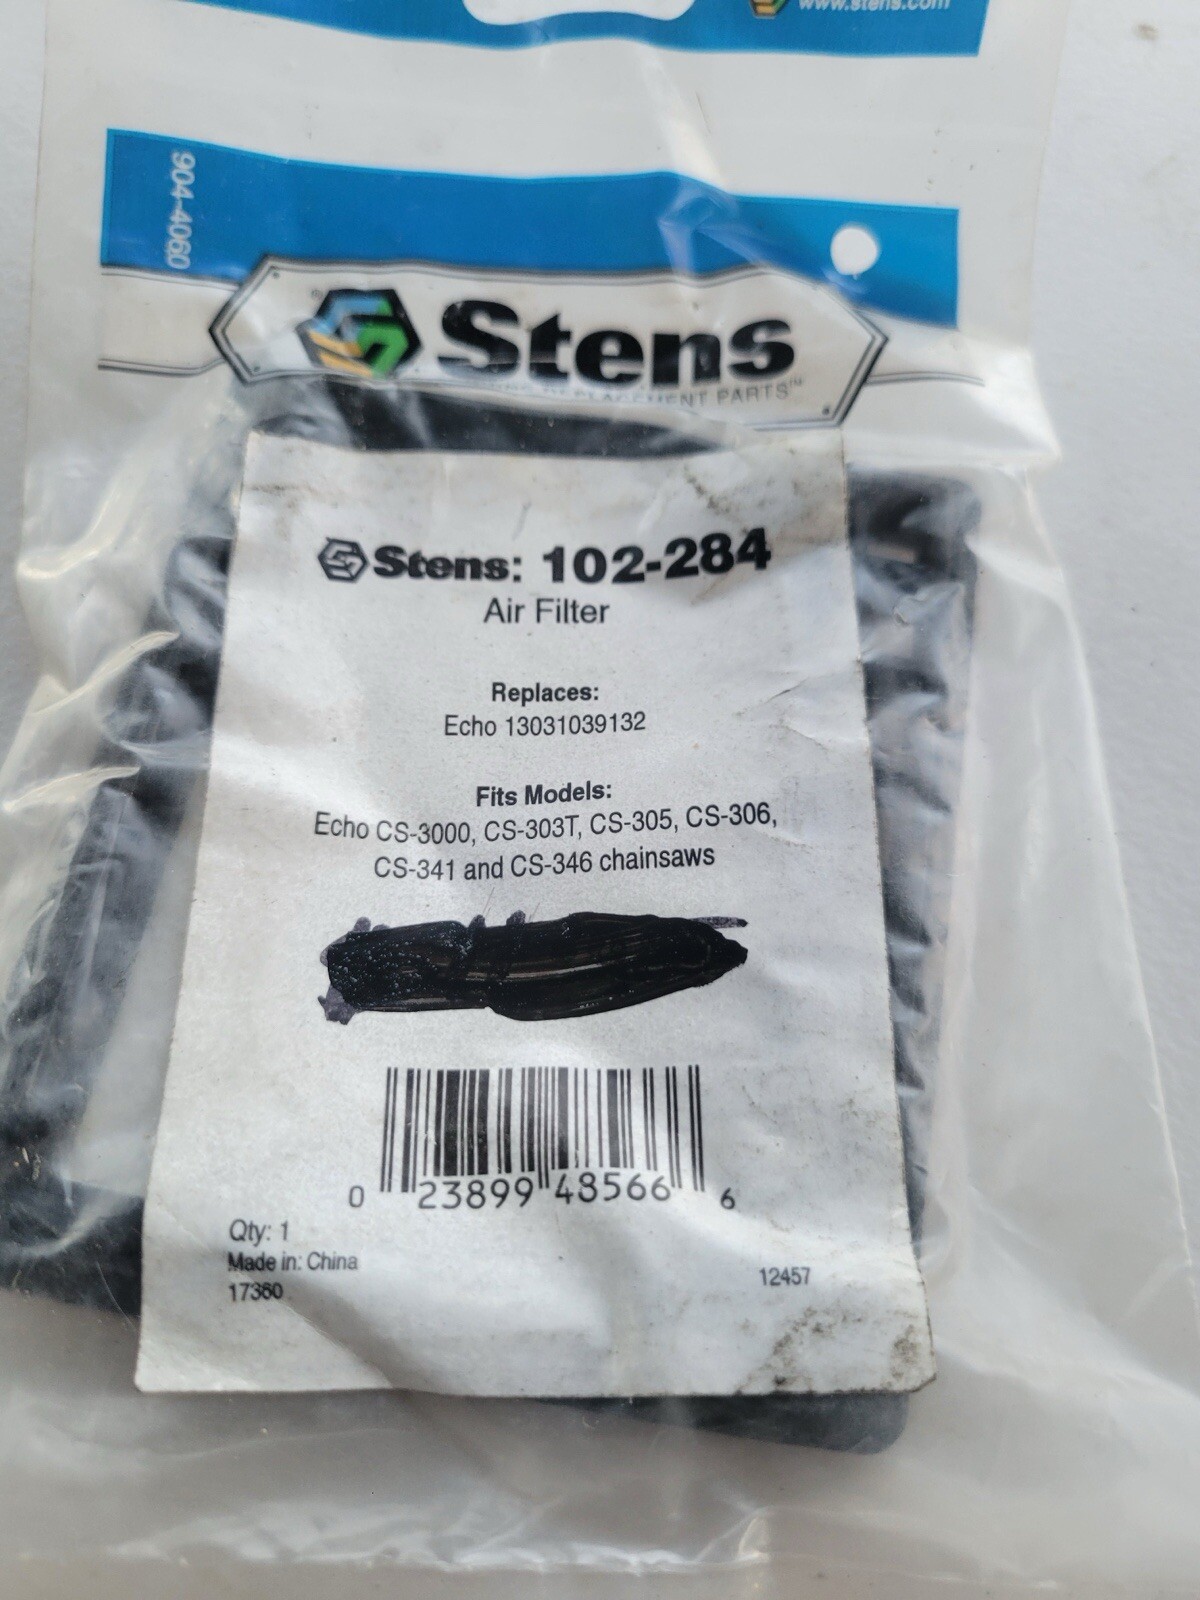 www.stens.com
904-4060
Stens
REPLACEMENT PARTS™
Stens: 102-284
Air Filter
Replaces:
Echo 13031039132
Fits Models:
Echo CS-3000, CS-303T, CS-305, CS-306,
CS-341 and CS-346 chainsaws
0 23899 48566 6
Qty: 1
Made in: China
17360
12457